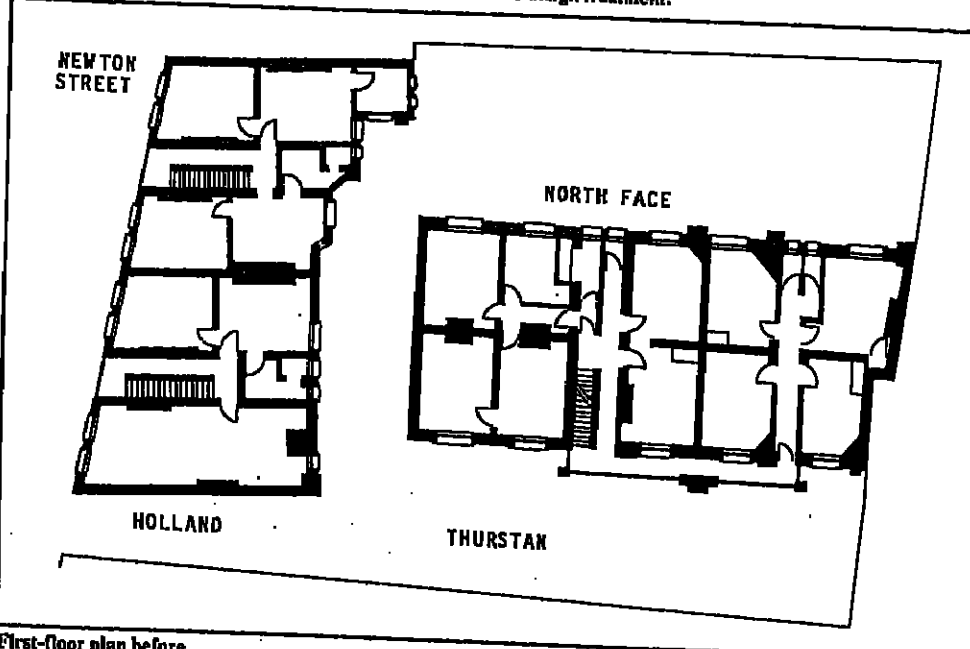 NEWTON
STREET
NORTH FACE
HOLLAND
THURSTAN
First-floor plan before